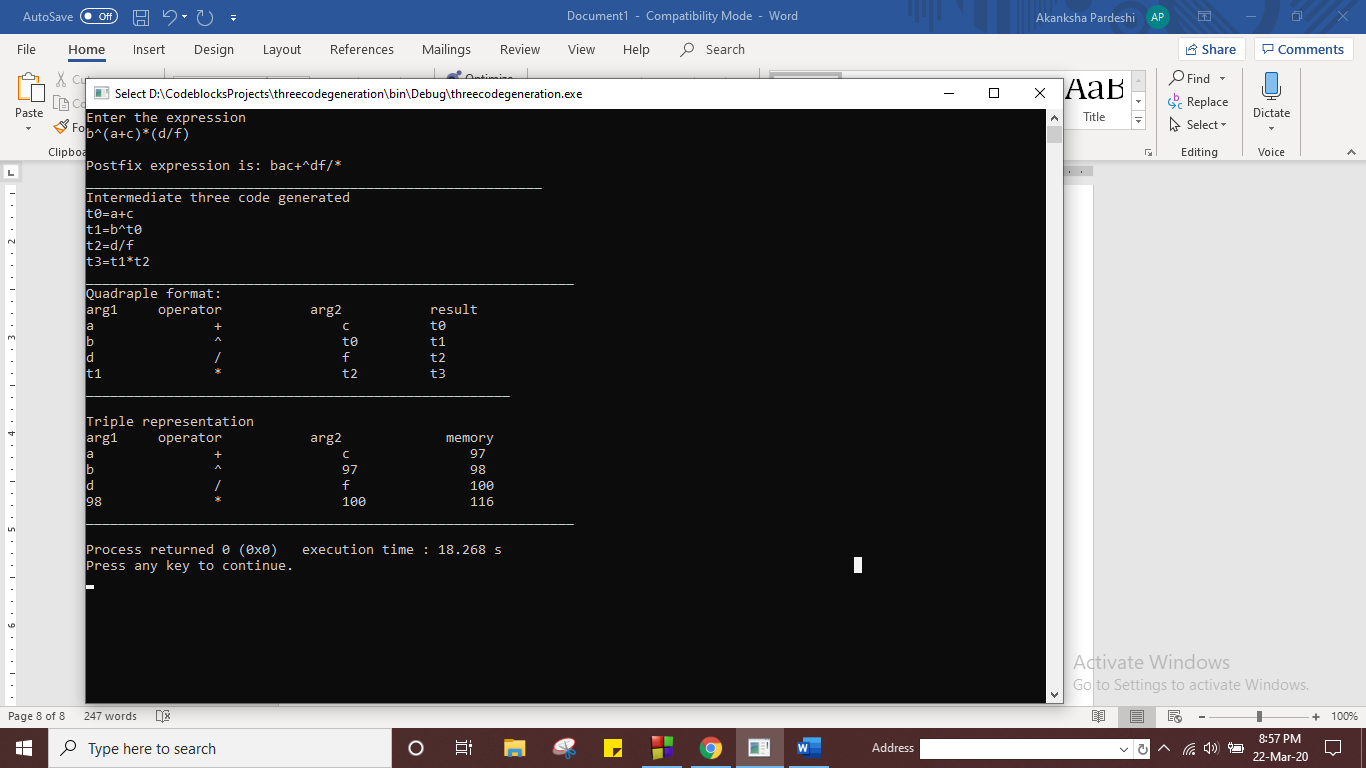 AutoSave Off Document1 - Compatibility Mode - Word Akanksha Pardeshi AP
File Home Insert Design Layout References Mailings Review View Help Search Share Comments
Paste
Clipboa
Title
Find
Replace
Select
Editing
Dictate
Voice
Select D:\CodeblocksProjects\threecodegeneration\bin\Debug\threecodegeneration.exe
Enter the expression
b^(a+c)*(d/f)
Postfix expression is: bac+^df/*
Intermediate three code generated
t0=a+c
t1=b^t0
t2=d/f
t3=t1*t2
Quadraple format:
arg1 operator arg2 result
a + c t0
b ^ t0 t1
d / f t2
t1 * t2 t3
Triple representation
arg1 operator arg2 memory
a + c 97
b ^ 97 98
d / f 100
98 * 100 116
Process returned 0 (0x0) execution time : 18.268 s
Press any key to continue.
2
3
4
5
6
Activate Windows
Go to Settings to activate Windows.
Page 8 of 8 247 words 100%
Type here to search Address 8:57 PM
22-Mar-20